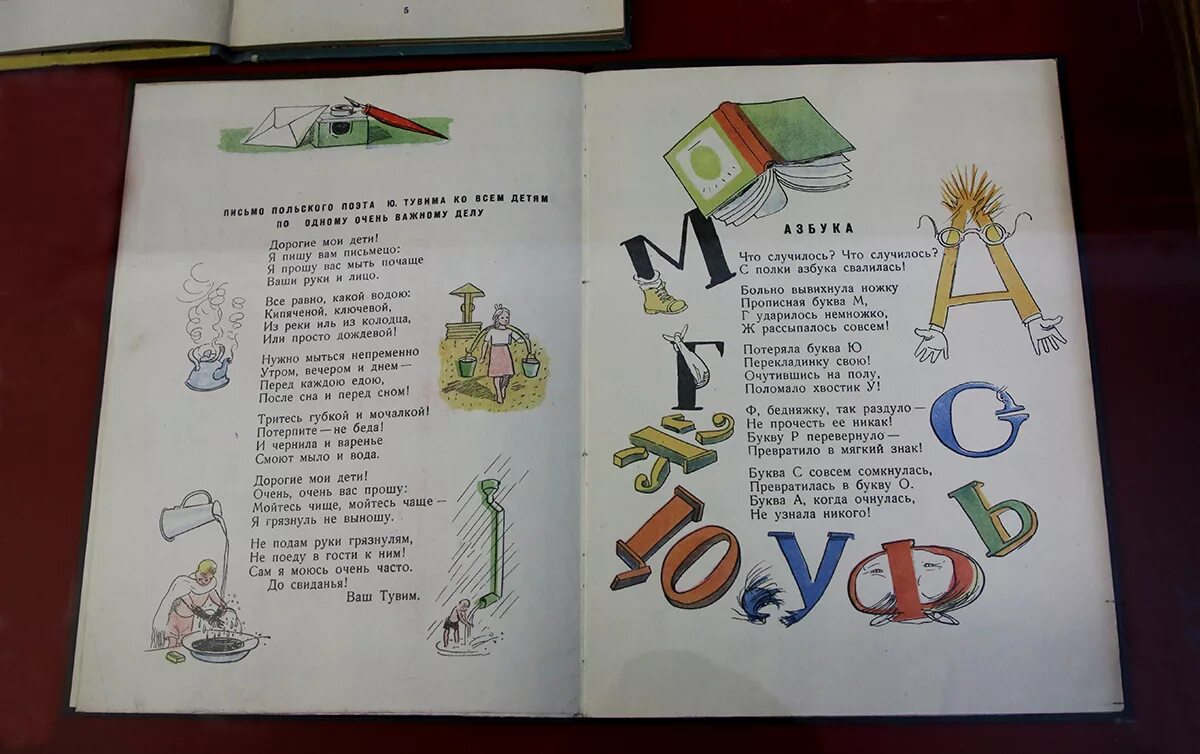 5
ПИСЬМО ПОЛЬСКОГО ПОЭТА Ю. ТУВИМА КО ВСЕМ ДЕТЯМ
ПО ОДНОМУ ОЧЕНЬ ВАЖНОМУ ДЕЛУ
Дорогие мои дети!
Я пишу вам письмецо:
Я прошу вас мыть почаще
Ваши руки и лицо.
Все равно, какой водою:
Кипяченой, ключевой,
Из реки иль из колодца,
Или просто дождевой!
Нужно мыться непременно
Утром, вечером и днем —
Перед каждою едою,
После сна и перед сном!
Тритесь губкой и мочалкой!
Потерпите — не беда!
И чернила и варенье
Смоют мыло и вода.
Дорогие мои дети!
Очень, очень вас прошу:
Мойтесь чище, мойтесь чаще —
Я грязнуль не выношу.
Не подам руки грязнулям,
Не поеду в гости к ним!
Сам я моюсь очень часто.
До свиданья!
Ваш Тувим.
АЗБУКА
Что случилось? Что случилось?
С полки азбука свалилась!
Больно вывихнула ножку
Прописная буква М,
Г ударилось немножко,
Ж рассыпалось совсем!
Потеряла буква Ю
Перекладинку свою!
Очутившись на полу,
Поломало хвостик У!
Ф, бедняжку, так раздуло —
Не прочесть ее никак!
Букву Р перевернуло —
Превратило в мягкий знак!
Буква С совсем сомкнулась,
Превратилась в букву О.
Буква А, когда очнулась,
Не узнала никого!
М
А
Г
С
Ж
Ю
У
Ф
Ь